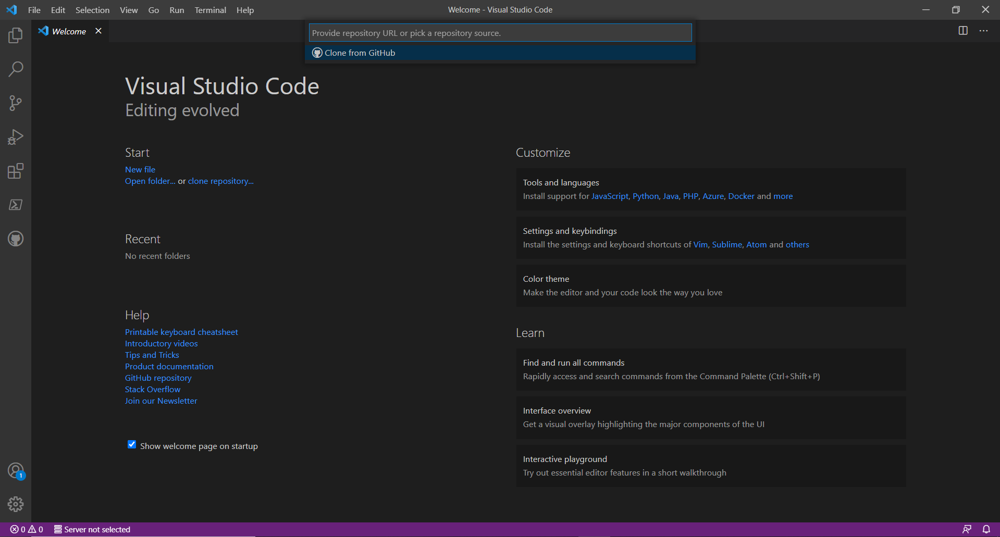 File Edit Selection View Go Run Terminal Help
Welcome - Visual Studio Code
Welcome
Provide repository URL or pick a repository source.
Clone from GitHub
Visual Studio Code
Editing evolved
Start
New file
Open folder... or clone repository...
Recent
No recent folders
Help
Printable keyboard cheatsheet
Introductory videos
Tips and Tricks
Product documentation
GitHub repository
Stack Overflow
Join our Newsletter
Show welcome page on startup
Customize
Tools and languages
Install support for JavaScript, Python, Java, PHP, Azure, Docker and more
Settings and keybindings
Install the settings and keyboard shortcuts of Vim, Sublime, Atom and others
Color theme
Make the editor and your code look the way you love
Learn
Find and run all commands
Rapidly access and search commands from the Command Palette (Ctrl+Shift+P)
Interface overview
Get a visual overlay highlighting the major components of the UI
Interactive playground
Try out essential editor features in a short walkthrough
1
0 0 Server not selected